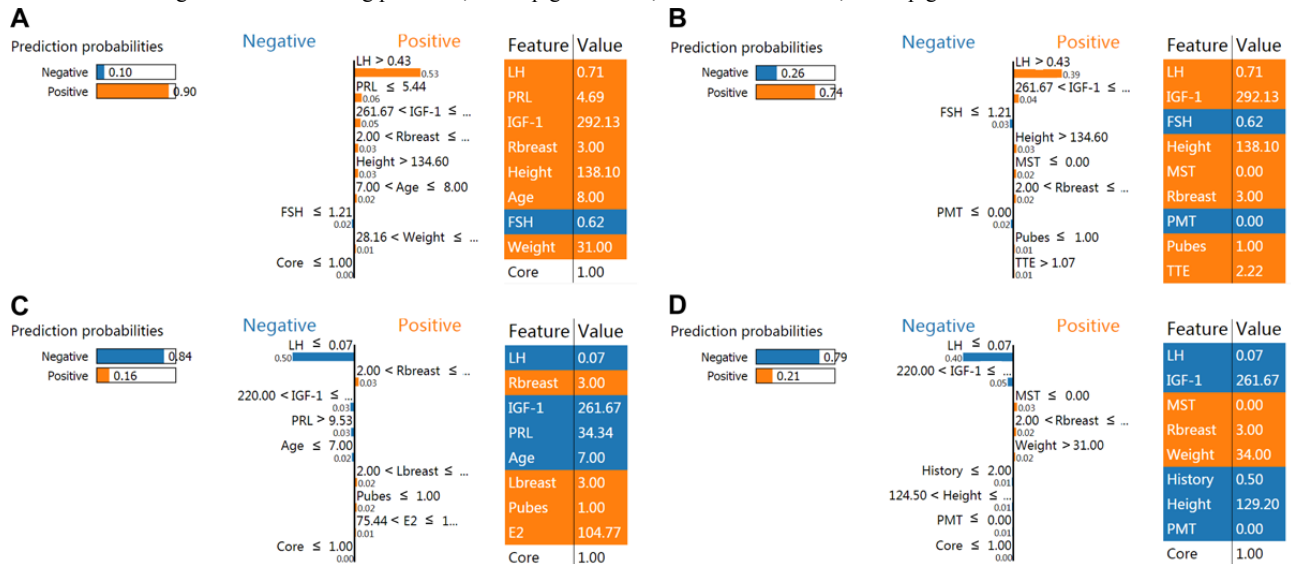 A
Prediction probabilities
Negative 0.10
Positive 0.90
Negative Positive
LH > 0.43
0.53
PRL ≤ 5.44
0.06
261.67 < IGF-1 ≤ ...
0.05
2.00 < Rbreast ≤ ...
0.03
Height > 134.60
0.03
7.00 < Age ≤ 8.00
0.02
FSH ≤ 1.21
0.02
28.16 < Weight ≤ ...
0.01
Core ≤ 1.00
0.00
Feature Value
LH 0.71
PRL 4.69
IGF-1 292.13
Rbreast 3.00
Height 138.10
Age 8.00
FSH 0.62
Weight 31.00
Core 1.00
B
Prediction probabilities
Negative 0.26
Positive 0.74
Negative Positive
LH > 0.43
0.39
261.67 < IGF-1 ≤ ...
0.04
FSH ≤ 1.21
0.03
Height > 134.60
0.03
MST ≤ 0.00
0.02
2.00 < Rbreast ≤ ...
0.02
PMT ≤ 0.00
0.02
Pubes ≤ 1.00
0.01
TTE > 1.07
0.01
Feature Value
LH 0.71
IGF-1 292.13
FSH 0.62
Height 138.10
MST 0.00
Rbreast 3.00
PMT 0.00
Pubes 1.00
TTE 2.22
C
Prediction probabilities
Negative 0.84
Positive 0.16
Negative Positive
LH ≤ 0.07
0.50
2.00 < Rbreast ≤ ...
0.03
220.00 < IGF-1 ≤ ...
0.03
PRL > 9.53
0.03
Age ≤ 7.00
0.02
2.00 < Lbreast ≤ ...
0.02
Pubes ≤ 1.00
0.02
75.44 < E2 ≤ 1...
0.01
Core ≤ 1.00
0.00
Feature Value
LH 0.07
Rbreast 3.00
IGF-1 261.67
PRL 34.34
Age 7.00
Lbreast 3.00
Pubes 1.00
E2 104.77
Core 1.00
D
Prediction probabilities
Negative 0.79
Positive 0.21
Negative Positive
LH ≤ 0.07
0.40
220.00 < IGF-1 ≤ ...
0.05
MST ≤ 0.00
0.03
2.00 < Rbreast ≤ ...
0.02
Weight > 31.00
0.02
History ≤ 2.00
0.01
124.50 < Height ≤ ...
0.01
PMT ≤ 0.00
0.01
Core ≤ 1.00
0.00
Feature Value
LH 0.07
IGF-1 261.67
MST 0.00
Rbreast 3.00
Weight 34.00
History 0.50
Height 129.20
PMT 0.00
Core 1.00